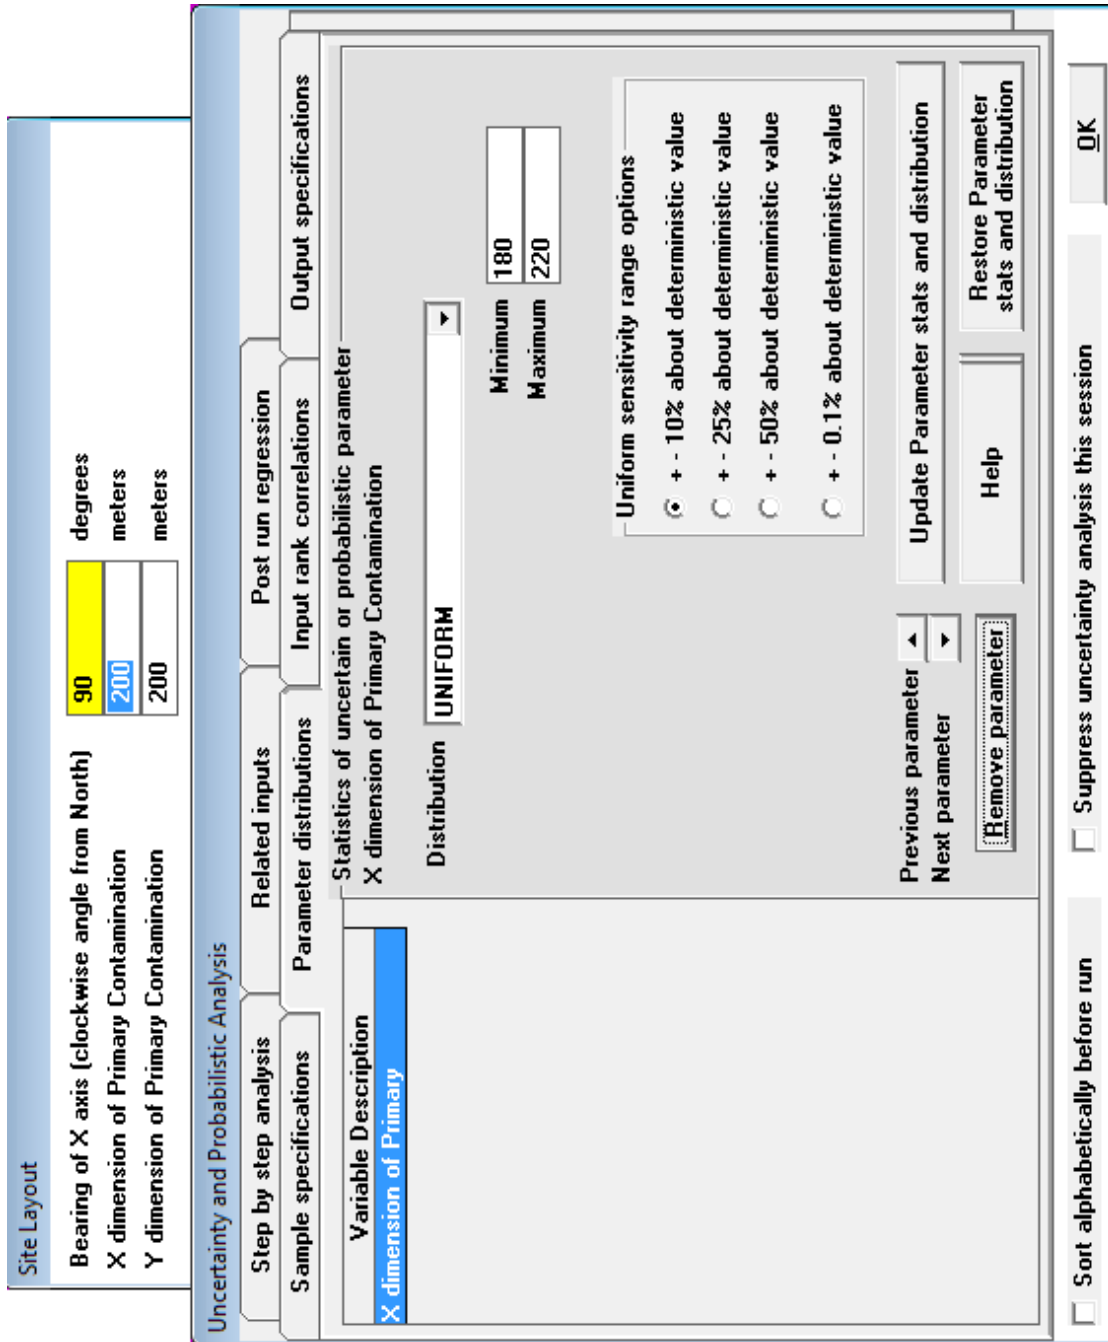 Site Layout
Bearing of X axis (clockwise angle from North) 90 degrees
X dimension of Primary Contamination 200 meters
Y dimension of Primary Contamination 200 meters
Uncertainty and Probabilistic Analysis
Step by step analysis Related inputs Post run regression
Sample specifications Parameter distributions Input rank correlations Output specifications
Variable Description
X dimension of Primary
Statistics of uncertain or probabilistic parameter
X dimension of Primary Contamination
Distribution UNIFORM
Minimum 180
Maximum 220
Uniform sensitivity range options
+ - 10% about deterministic value
+ - 25% about deterministic value
+ - 50% about deterministic value
+ - 0.1% about deterministic value
Previous parameter
Next parameter
Update Parameter stats and distribution
Remove parameter
Help
Restore Parameter
stats and distribution
Sort alphabetically before run
Suppress uncertainty analysis this session
OK